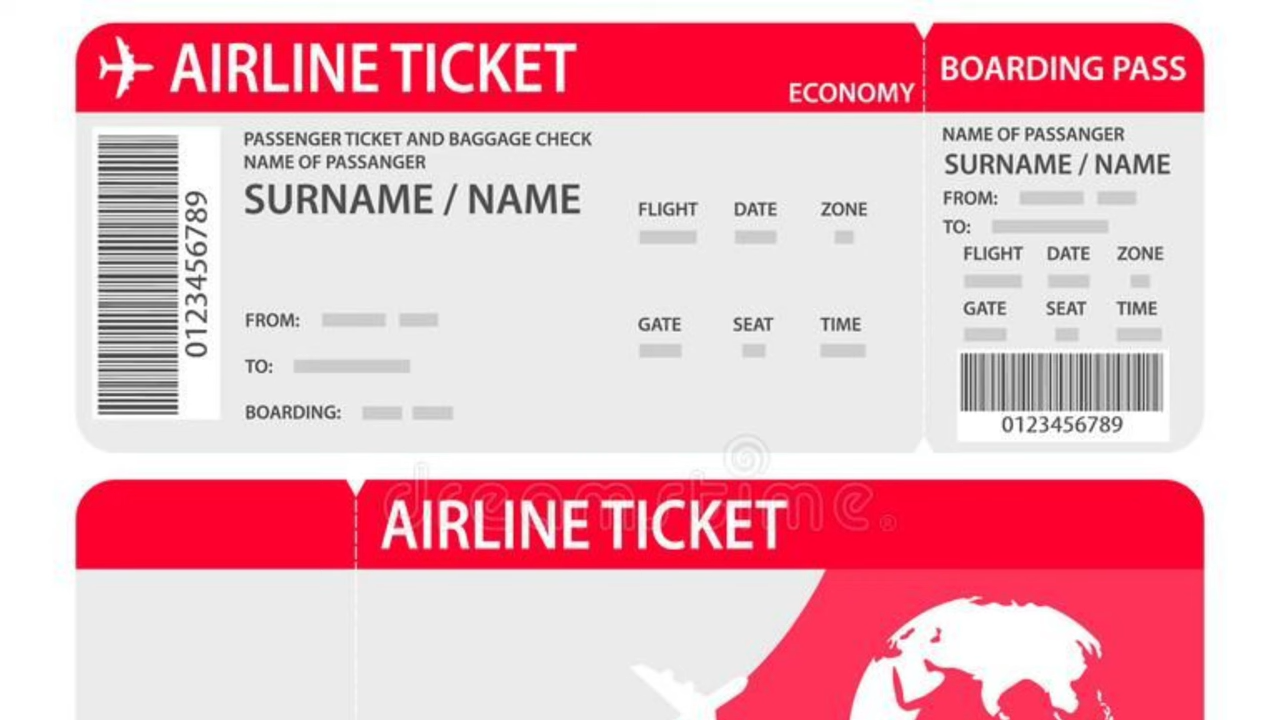 AIRLINE TICKET
ECONOMY
PASSENGER TICKET AND BAGGAGE CHECK
NAME OF PASSANGER
SURNAME / NAME
FLIGHT DATE ZONE
FROM:
GATE SEAT TIME
TO:
BOARDING:
0123456789
BOARDING PASS
NAME OF PASSANGER
SURNAME / NAME
FROM:
TO:
FLIGHT DATE ZONE
GATE SEAT TIME
0123456789
AIRLINE TICKET
dreamstime